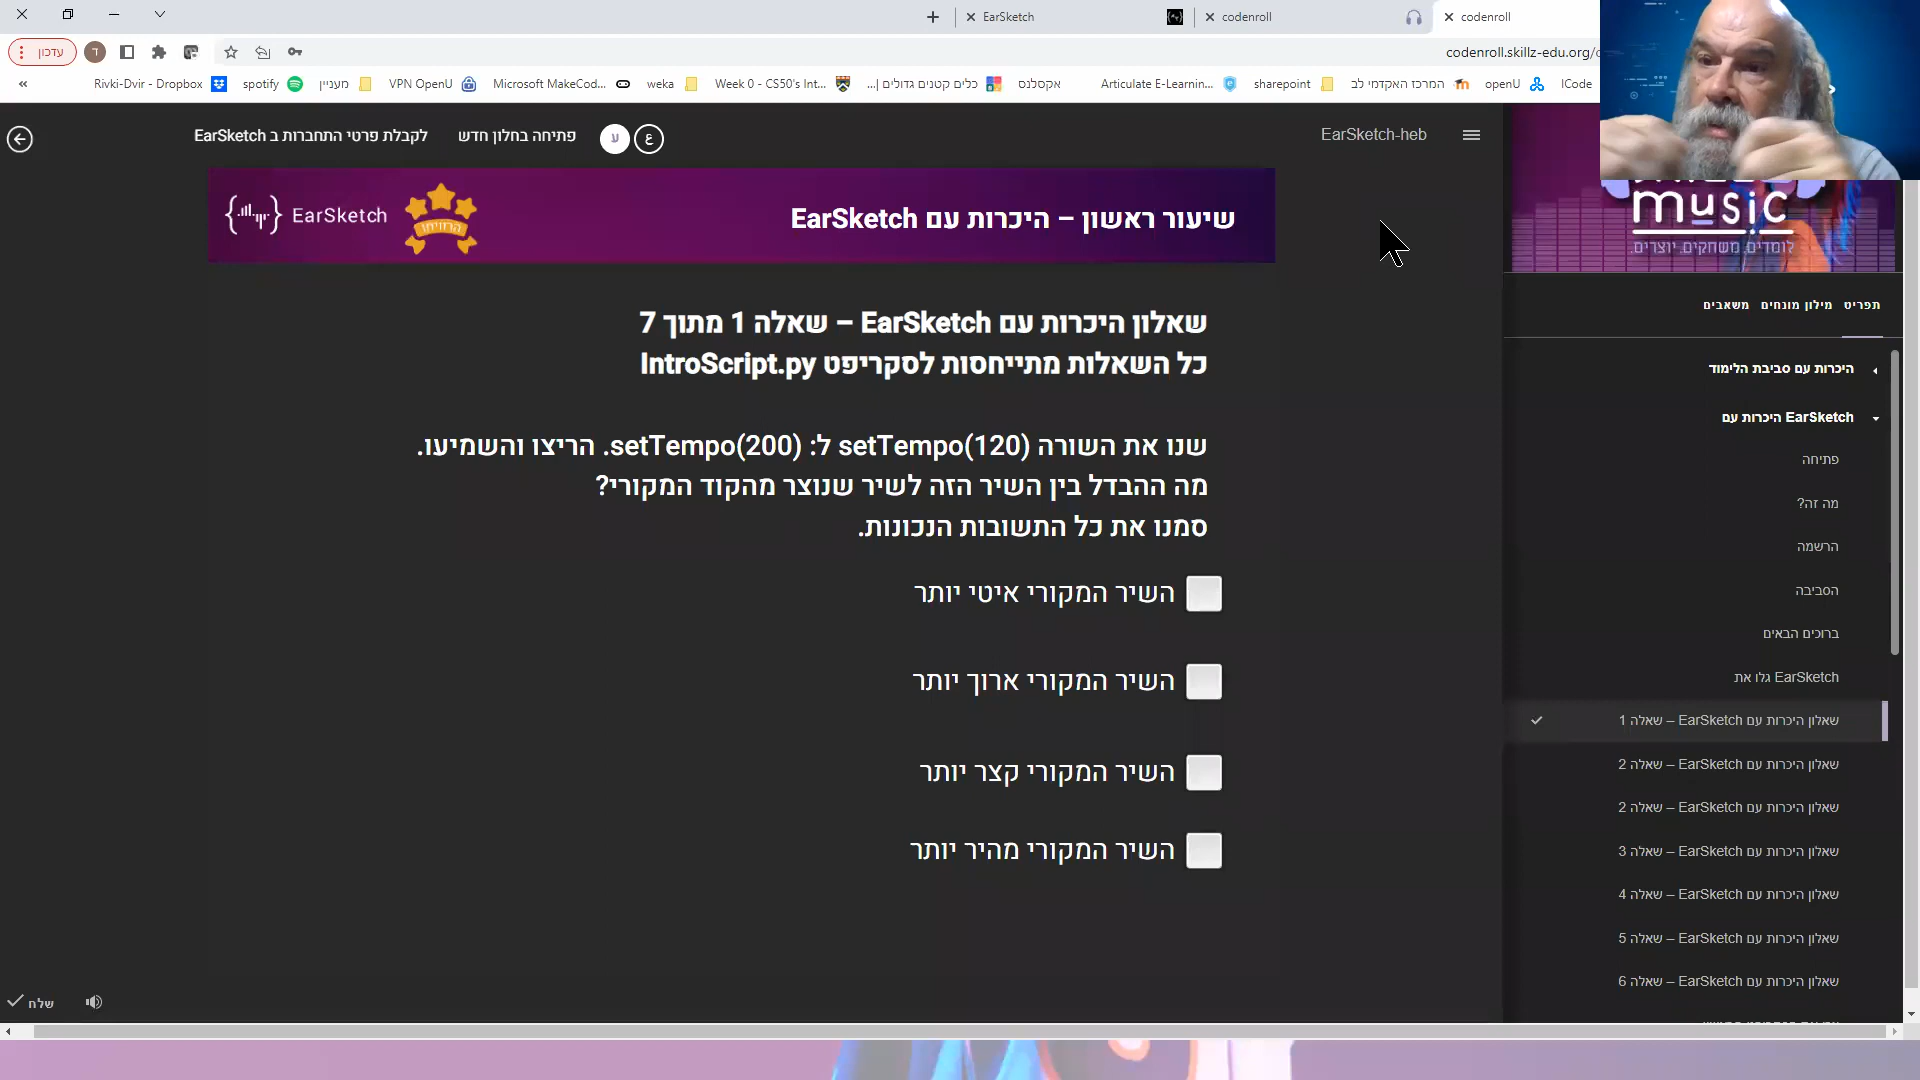 EarSketch
codenroll
codenroll
עדכון
codenroll.skillz-edu.org/
Rivki-Dvir - Dropbox
spotify
מעניין
VPN OpenU
Microsoft MakeCod...
weka
Week 0 - CS50's Int...
כלים קטנים גדולים |...
אקסלנס
Articulate E-Learnin...
sharepoint
המרכז האקדמי לב
openU
ICode
לקבלת פרטי התחברות ב EarSketch
פתיחה בחלון חדש
ע
ع
EarSketch-heb
EarSketch
הרוויחו
שיעור ראשון – היכרות עם EarSketch
שאלון היכרות עם EarSketch – שאלה 1 מתוך 7
כל השאלות מתייחסות לסקריפט IntroScript.py
שנו את השורה setTempo(120) ל: setTempo(200). הריצו והשמיעו.
מה ההבדל בין השיר הזה לשיר שנוצר מהקוד המקורי?
סמנו את כל התשובות הנכונות.
השיר המקורי איטי יותר
השיר המקורי ארוך יותר
השיר המקורי קצר יותר
השיר המקורי מהיר יותר
שלח
music
לומדים. משחקים. יוצרים.
תפריט
מילון מונחים
משאבים
היכרות עם סביבת הלימוד
היכרות עם EarSketch
פתיחה
מה זה?
הרשמה
הסביבה
ברוכים הבאים
גלו את EarSketch
שאלון היכרות עם EarSketch – שאלה 1
שאלון היכרות עם EarSketch – שאלה 2
שאלון היכרות עם EarSketch – שאלה 2
שאלון היכרות עם EarSketch – שאלה 3
שאלון היכרות עם EarSketch – שאלה 4
שאלון היכרות עם EarSketch – שאלה 5
שאלון היכרות עם EarSketch – שאלה 6